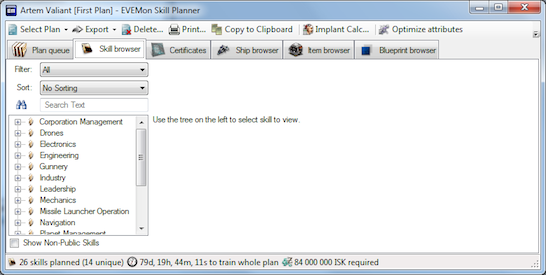 Artem Valiant [First Plan] - EVEMon Skill Planner
Select Plan Export Delete... Print... Copy to Clipboard Implant Calc... Optimize attributes
Plan queue Skill browser Certificates Ship browser Item browser Blueprint browser
Filter: All
Sort: No Sorting
Search Text
Use the tree on the left to select skill to view.
Corporation Management
Drones
Electronics
Engineering
Gunnery
Industry
Leadership
Mechanics
Missile Launcher Operation
Navigation
Planet Management
Show Non-Public Skills
26 skills planned (14 unique) 79d, 19h, 44m, 11s to train whole plan 84 000 000 ISK required